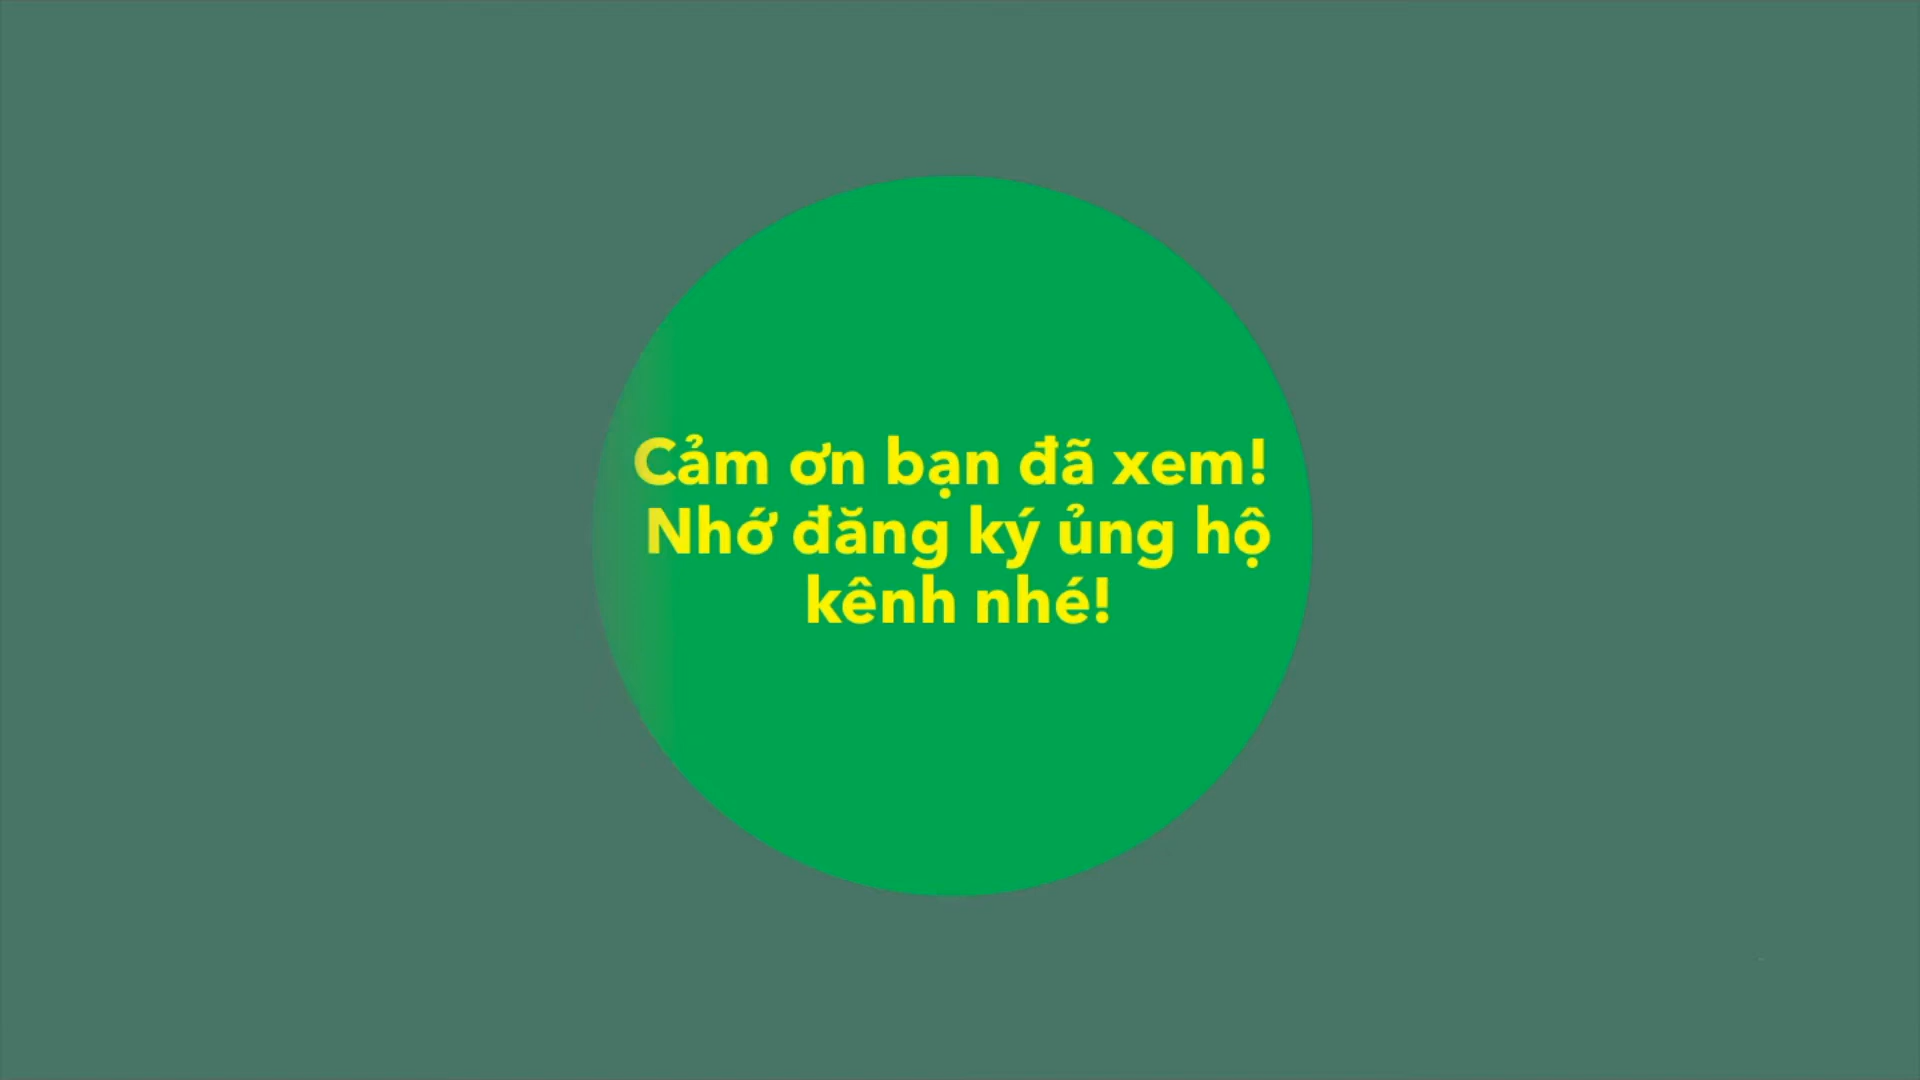 Cảm ơn bạn đã xem!
Nhớ đăng ký ủng hộ
kênh nhé!